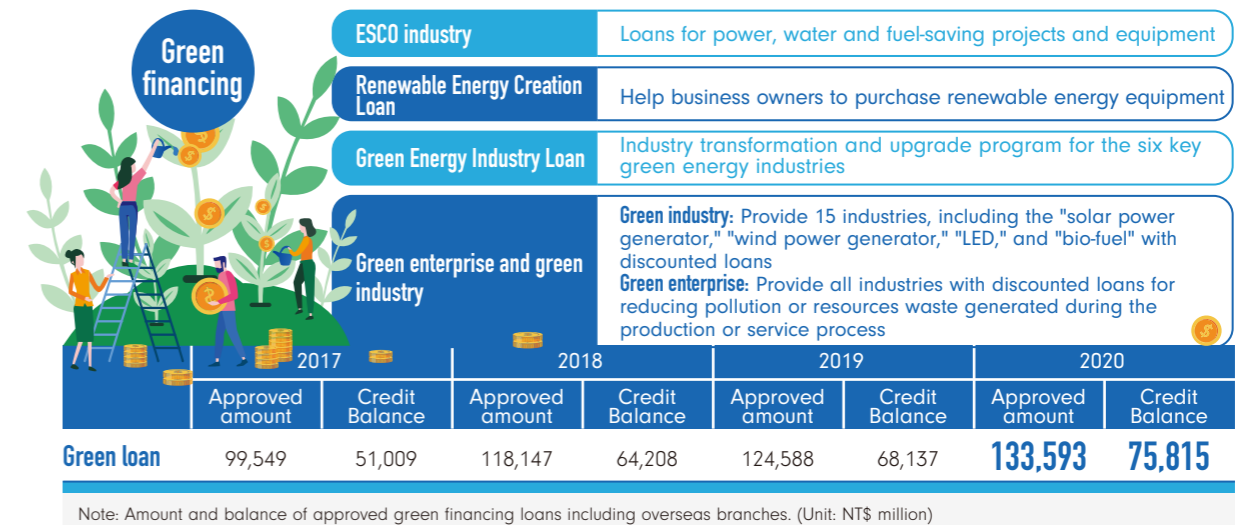 Green
financing
ESCO industry
Loans for power, water and fuel-saving projects and equipment
Renewable Energy Creation
Loan
Help business owners to purchase renewable energy equipment
Green Energy Industry Loan
Industry transformation and upgrade program for the six key
green energy industries
Green enterprise and green
industry
Green industry: Provide 15 industries, including the "solar power
generator," "wind power generator," "LED," and "bio-fuel" with
discounted loans
Green enterprise: Provide all industries with discounted loans for
reducing pollution or resources waste generated during the
production or service process
2017 2018 2019 2020
Approved Credit Approved Credit Approved Credit Approved Credit
amount Balance amount Balance amount Balance amount Balance
Green loan 99,549 51,009 118,147 64,208 124,588 68,137 133,593 75,815
Note: Amount and balance of approved green financing loans including overseas branches. (Unit: NT$ million)